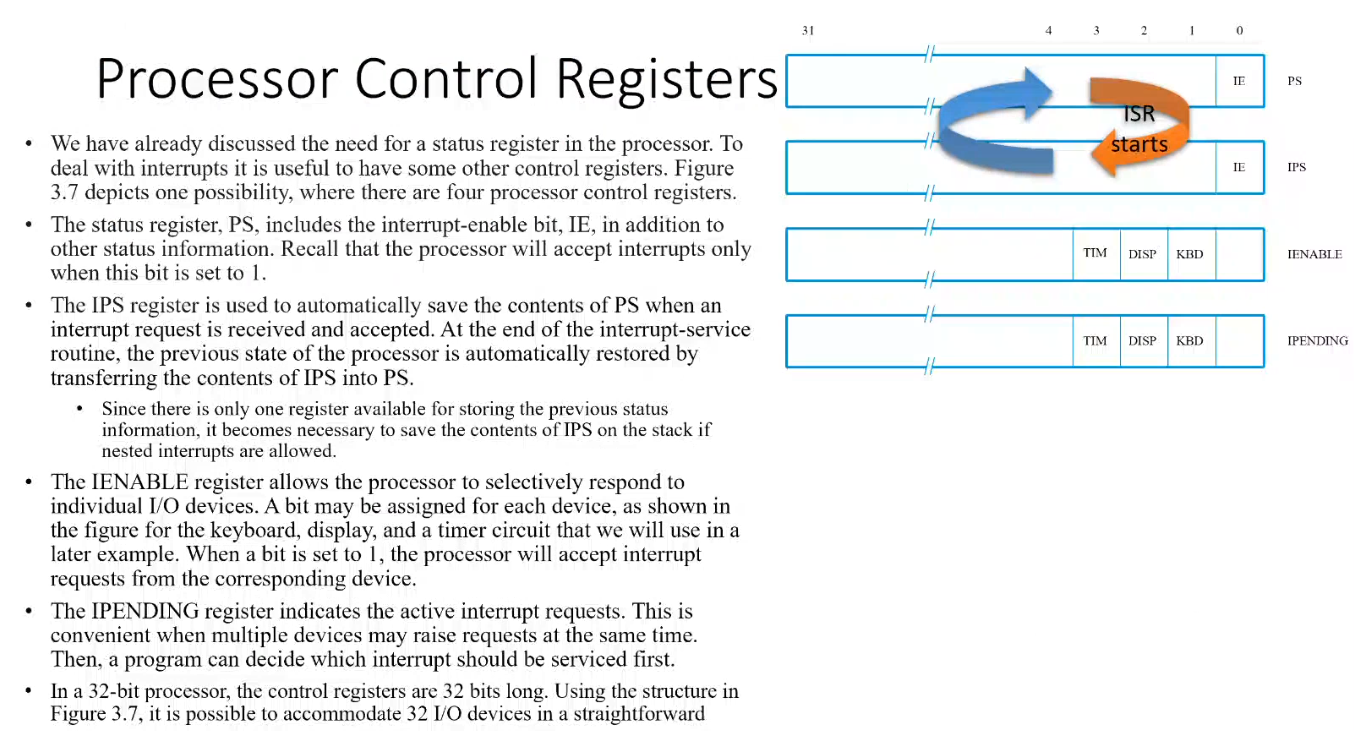 Processor Control Registers
• We have already discussed the need for a status register in the processor. To
deal with interrupts it is useful to have some other control registers. Figure
3.7 depicts one possibility, where there are four processor control registers.
• The status register, PS, includes the interrupt-enable bit, IE, in addition to
other status information. Recall that the processor will accept interrupts only
when this bit is set to 1.
• The IPS register is used to automatically save the contents of PS when an
interrupt request is received and accepted. At the end of the interrupt-service
routine, the previous state of the processor is automatically restored by
transferring the contents of IPS into PS.
• Since there is only one register available for storing the previous status
information, it becomes necessary to save the contents of IPS on the stack if
nested interrupts are allowed.
• The IENABLE register allows the processor to selectively respond to
individual I/O devices. A bit may be assigned for each device, as shown in
the figure for the keyboard, display, and a timer circuit that we will use in a
later example. When a bit is set to 1, the processor will accept interrupt
requests from the corresponding device.
• The IPENDING register indicates the active interrupt requests. This is
convenient when multiple devices may raise requests at the same time.
Then, a program can decide which interrupt should be serviced first.
• In a 32-bit processor, the control registers are 32 bits long. Using the structure in
Figure 3.7, it is possible to accommodate 32 I/O devices in a straightforward
31 4 3 2 1 0
IE PS
ISR
starts
IE IPS
TIM DISP KBD IENABLE
TIM DISP KBD IPENDING